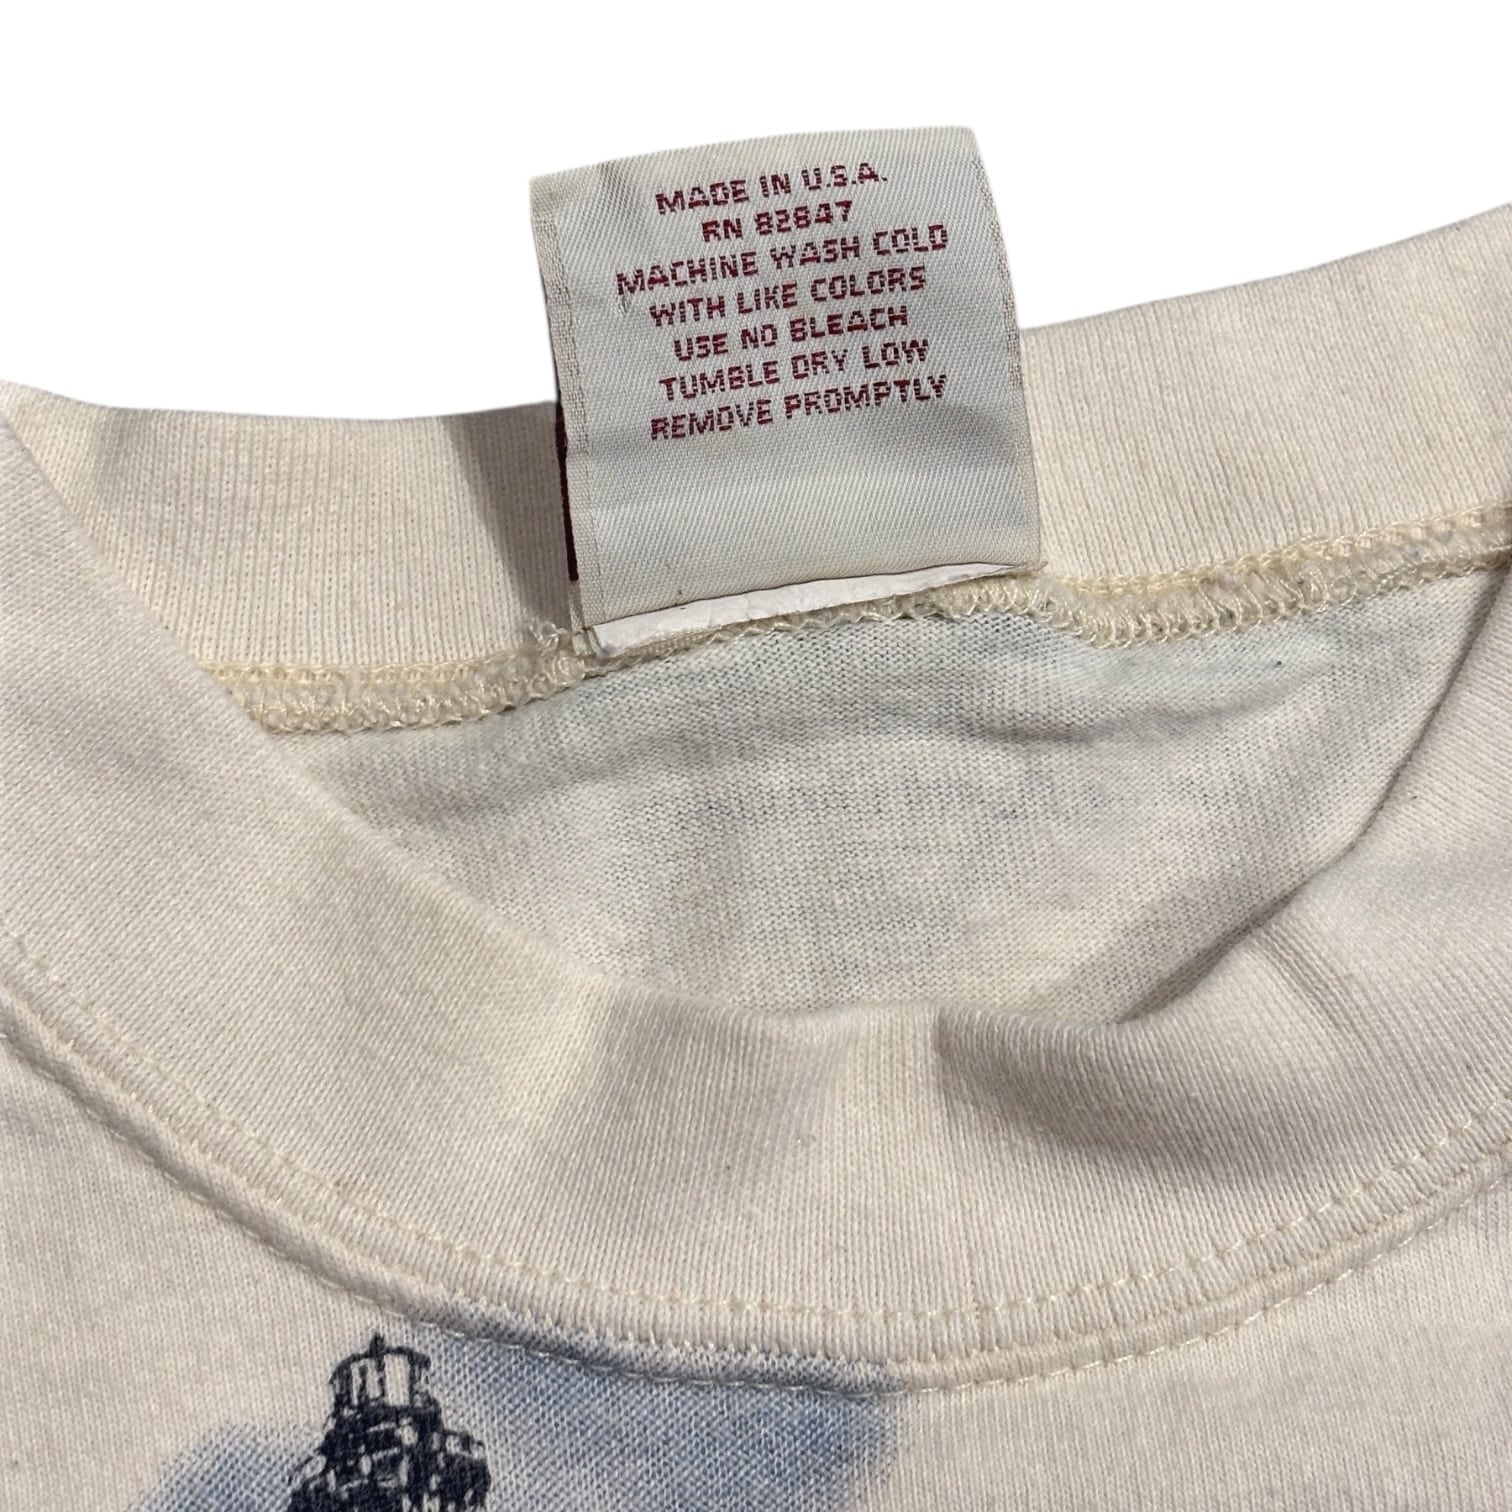 MADE IN U.S.A.
RN 82847
MACHINE WASH COLD
WITH LIKE COLORS
USE NO BLEACH
TUMBLE DRY LOW
REMOVE PROMPTLY